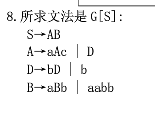 8.所求文法是G[S]:
S→AB
A→aAc | D
D→bD | b
B→aBb | aabb